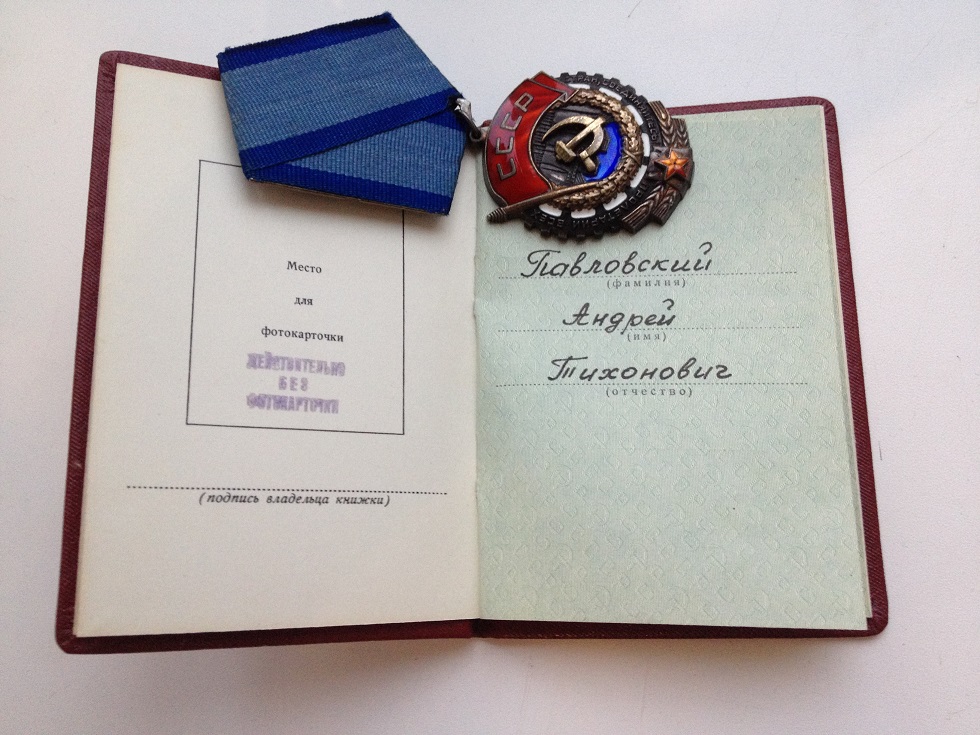 СССР
Место
для
фотокарточки
ДЕЙСТВИТЕЛЬНО
БЕЗ
ФОТОКАРТОЧКИ
(подпись владельца книжки)
Павловский
(фамилия)
Андрей
(имя)
Тихонович
(отчество)